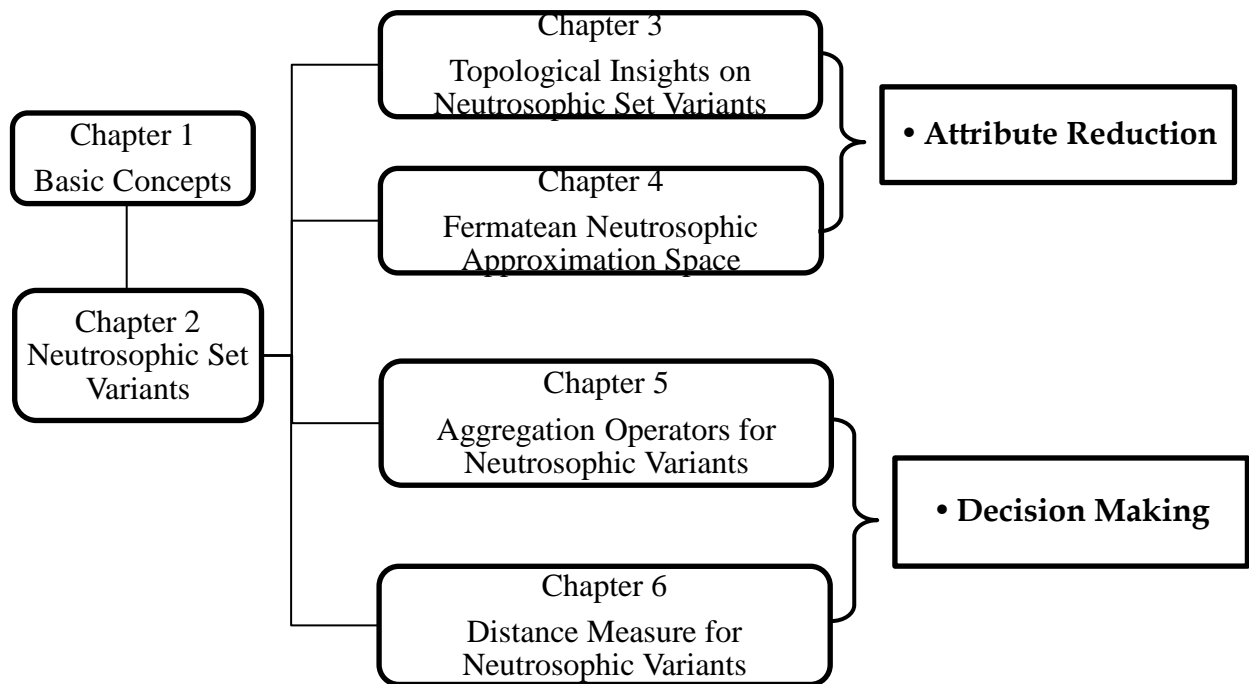 Chapter 1
Basic Concepts
Chapter 2
Neutrosophic Set
Variants
Chapter 3
Topological Insights on
Neutrosophic Set Variants
Chapter 4
Fermatean Neutrosophic
Approximation Space
• Attribute Reduction
Chapter 5
Aggregation Operators for
Neutrosophic Variants
Chapter 6
Distance Measure for
Neutrosophic Variants
• Decision Making